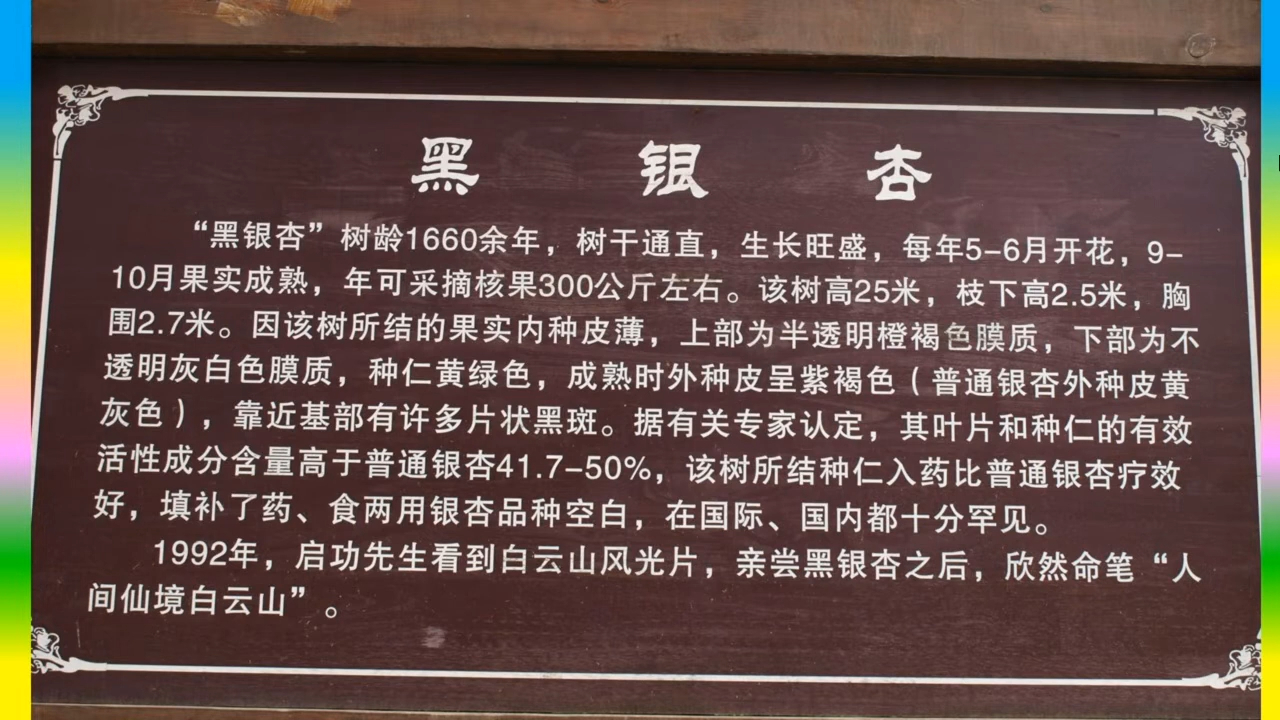 黑银杏
“黑银杏”树龄1660余年，树干通直，生长旺盛，每年5-6月开花，9-
10月果实成熟，年可采摘核果300公斤左右。该树高25米，枝下高2.5米，胸
围2.7米。因该树所结的果实内种皮薄，上部为半透明橙褐色膜质，下部为不
透明灰白色膜质，种仁黄绿色，成熟时外种皮呈紫褐色（普通银杏外种皮黄
灰色），靠近基部有许多片状黑斑。据有关专家认定，其叶片和种仁的有效
活性成分含量高于普通银杏41.7-50%，该树所结种仁入药比普通银杏疗效
好，填补了药、食两用银杏品种空白，在国际、国内都十分罕见。
1992年，启功先生看到白云山风光片，亲尝黑银杏之后，欣然命笔“人
间仙境白云山”。